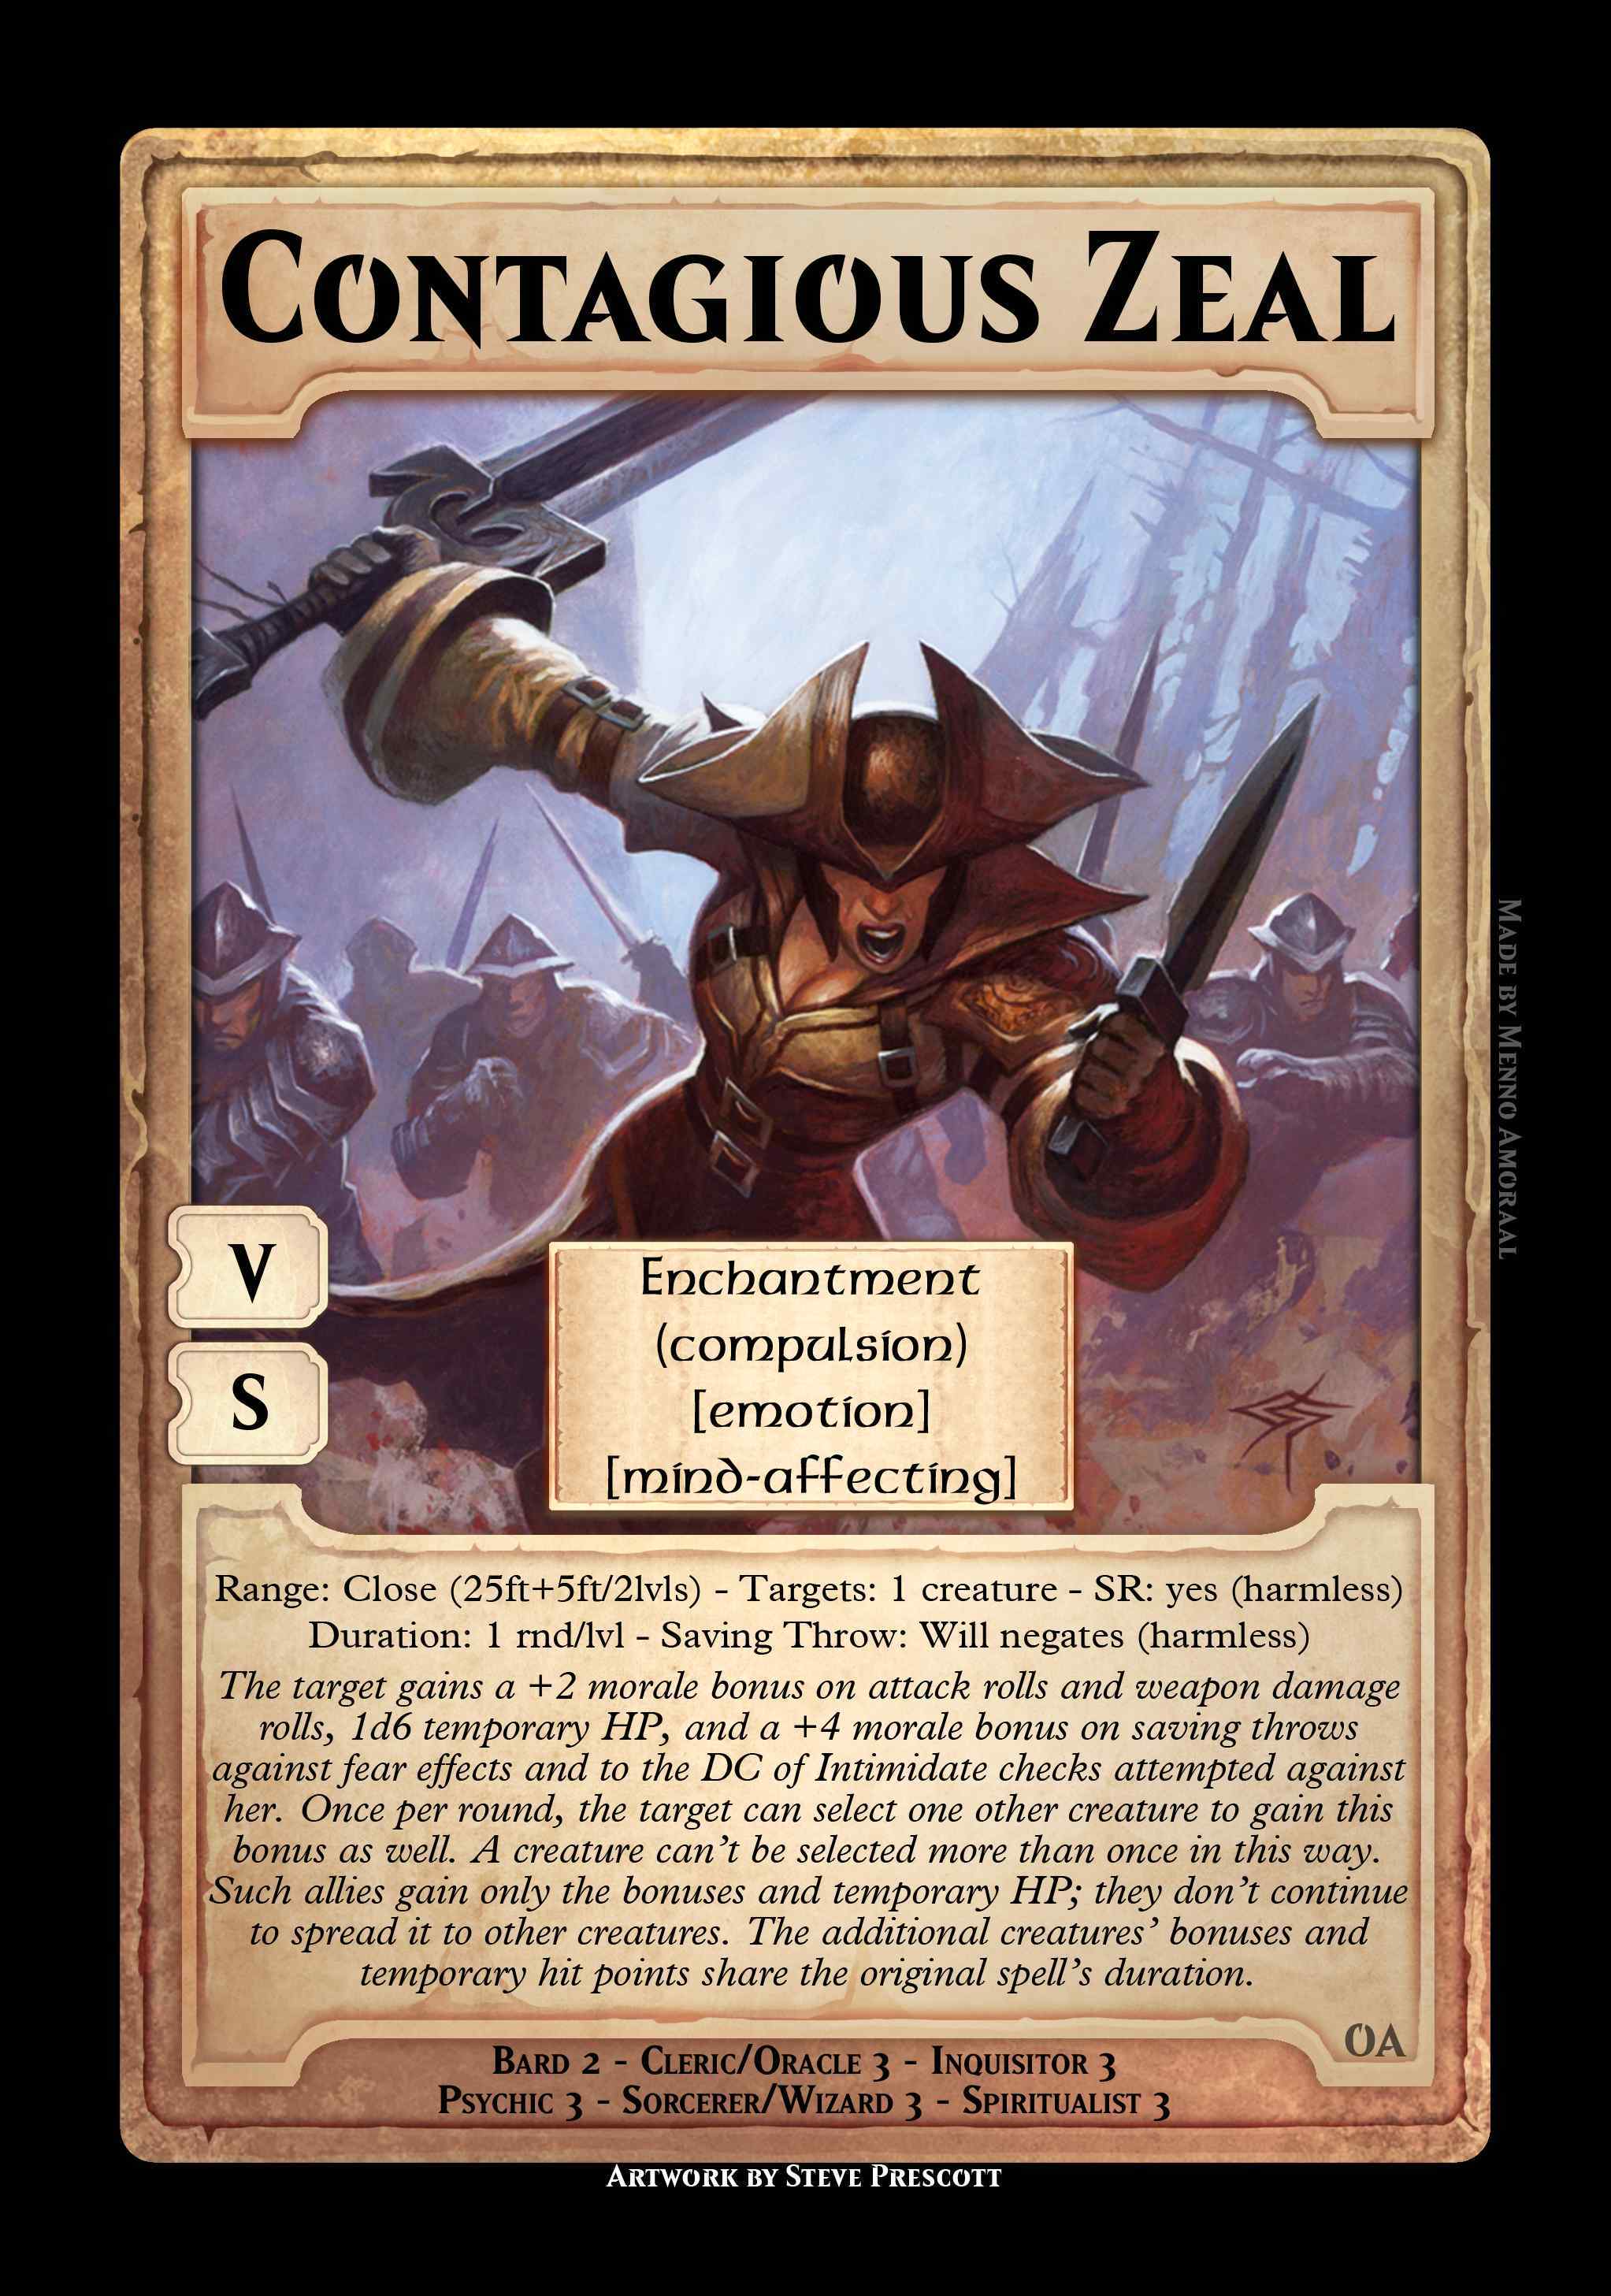 Contagious Zeal
V
S
Enchantment
(compulsion)
[emotion]
[mind-affecting]
Range: Close (25ft+5ft/2lvls) - Targets: 1 creature - SR: yes (harmless)
Duration: 1 rnd/lvl - Saving Throw: Will negates (harmless)
The target gains a +2 morale bonus on attack rolls and weapon damage
rolls, 1d6 temporary HP, and a +4 morale bonus on saving throws
against fear effects and to the DC of Intimidate checks attempted against
her. Once per round, the target can select one other creature to gain this
bonus as well. A creature can't be selected more than once in this way.
Such allies gain only the bonuses and temporary HP; they don't continue
to spread it to other creatures. The additional creatures' bonuses and
temporary hit points share the original spell's duration.
OA
Bard 2 - Cleric/Oracle 3 - Inquisitor 3
Psychic 3 - Sorcerer/Wizard 3 - Spiritualist 3
Artwork by Steve Prescott
Made by Menno Amoraal